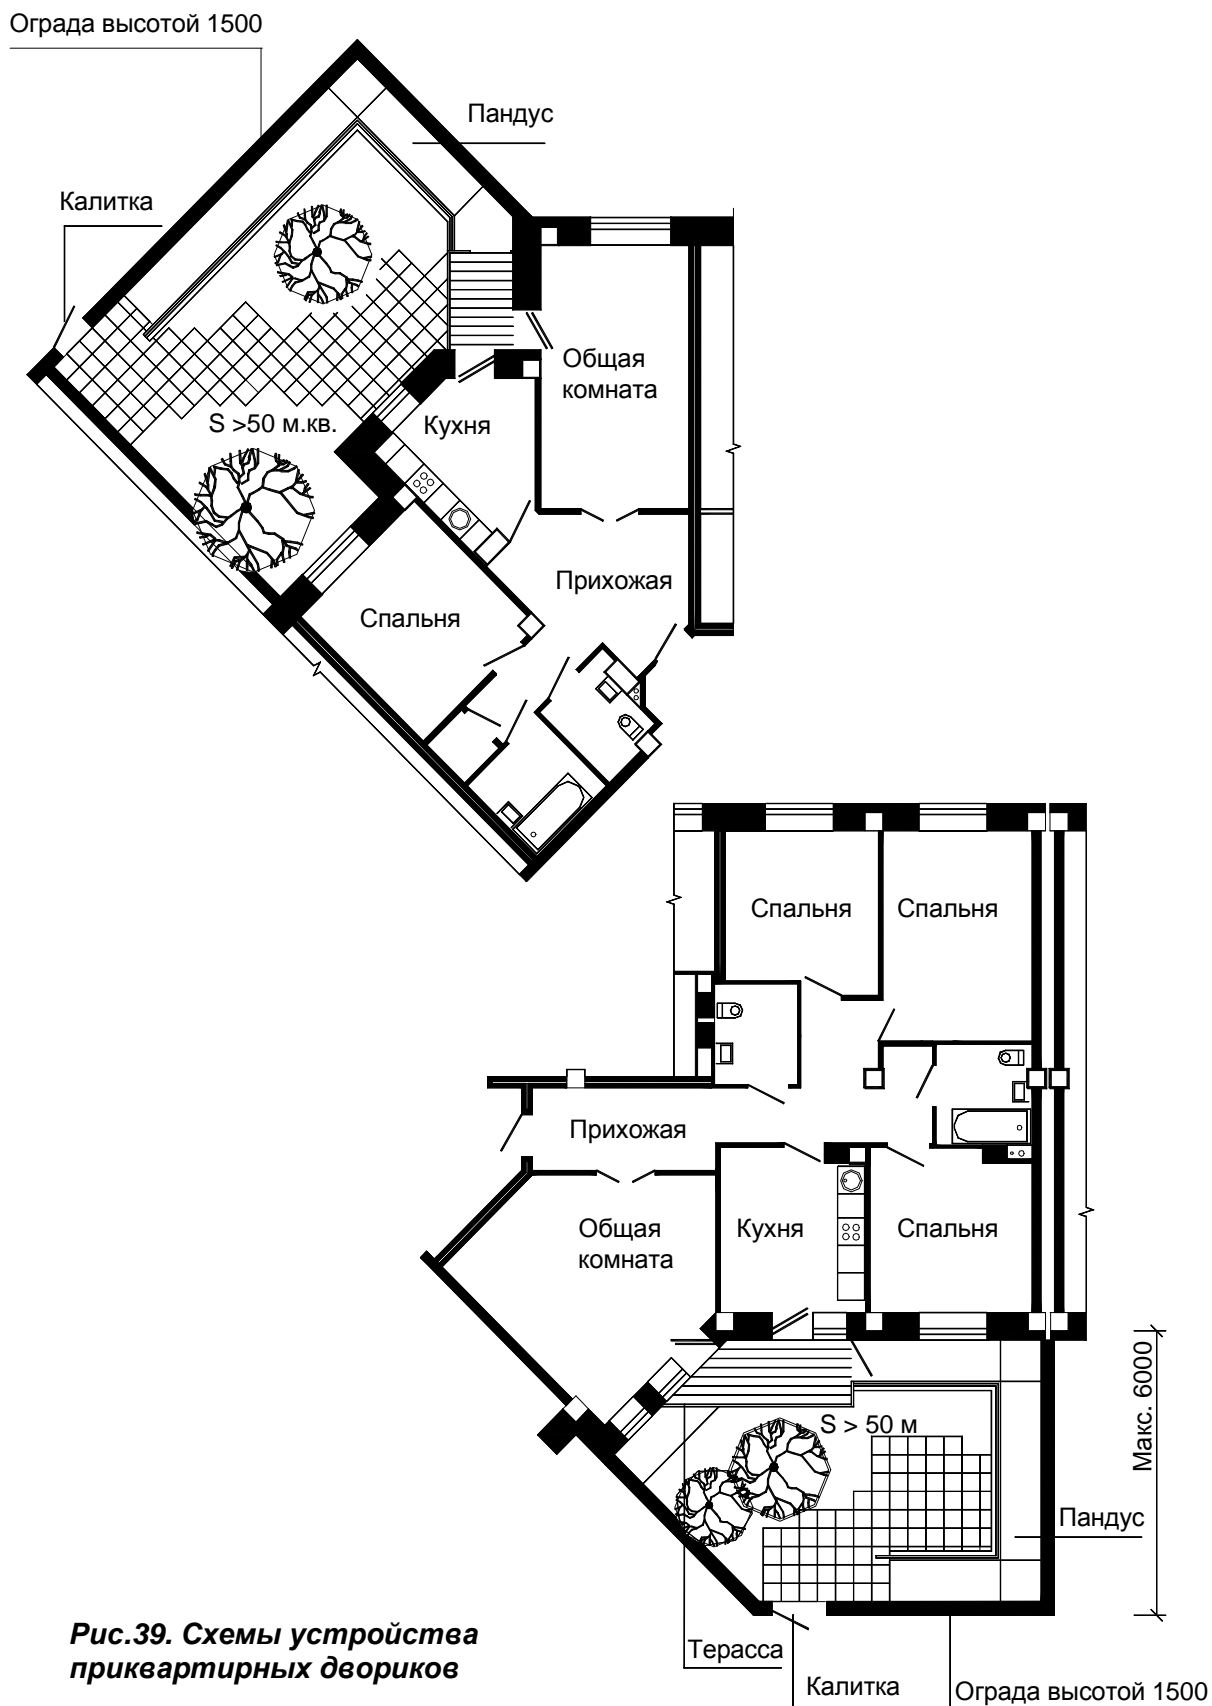 Ограда высотой 1500
Пандус
Калитка
Общая
комната
S >50 м.кв.
Кухня
Прихожая
Спальня
Спальня
Спальня
Прихожая
Общая
комната
Кухня
Спальня
Макс. 6000
S > 50 м
Пандус
Рис.39. Схемы устройства
приквартирных двориков
Терасса
Калитка
Ограда высотой 1500